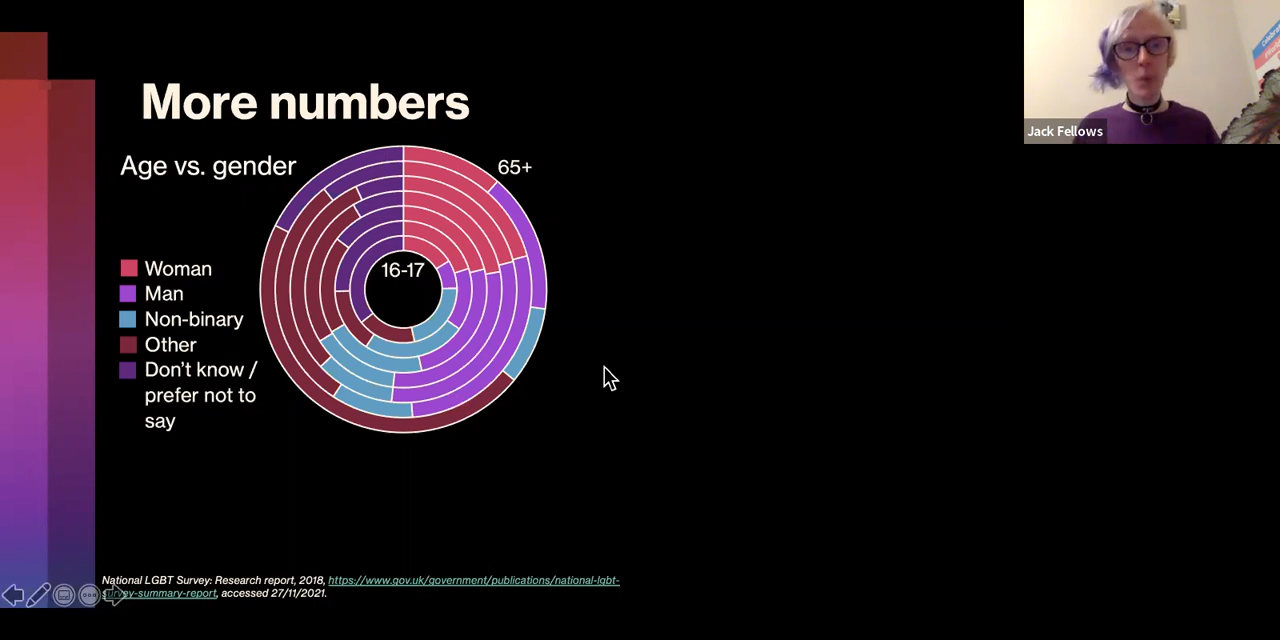 More numbers
Jack Fellows
Age vs. gender
65+
16-17
Woman
Man
Non-binary
Other
Don't know /
prefer not to
say
National LGBT Survey: Research report, 2018, https://www.gov.uk/government/publications/national-lgbt-
survey-summary-report, accessed 27/11/2021.